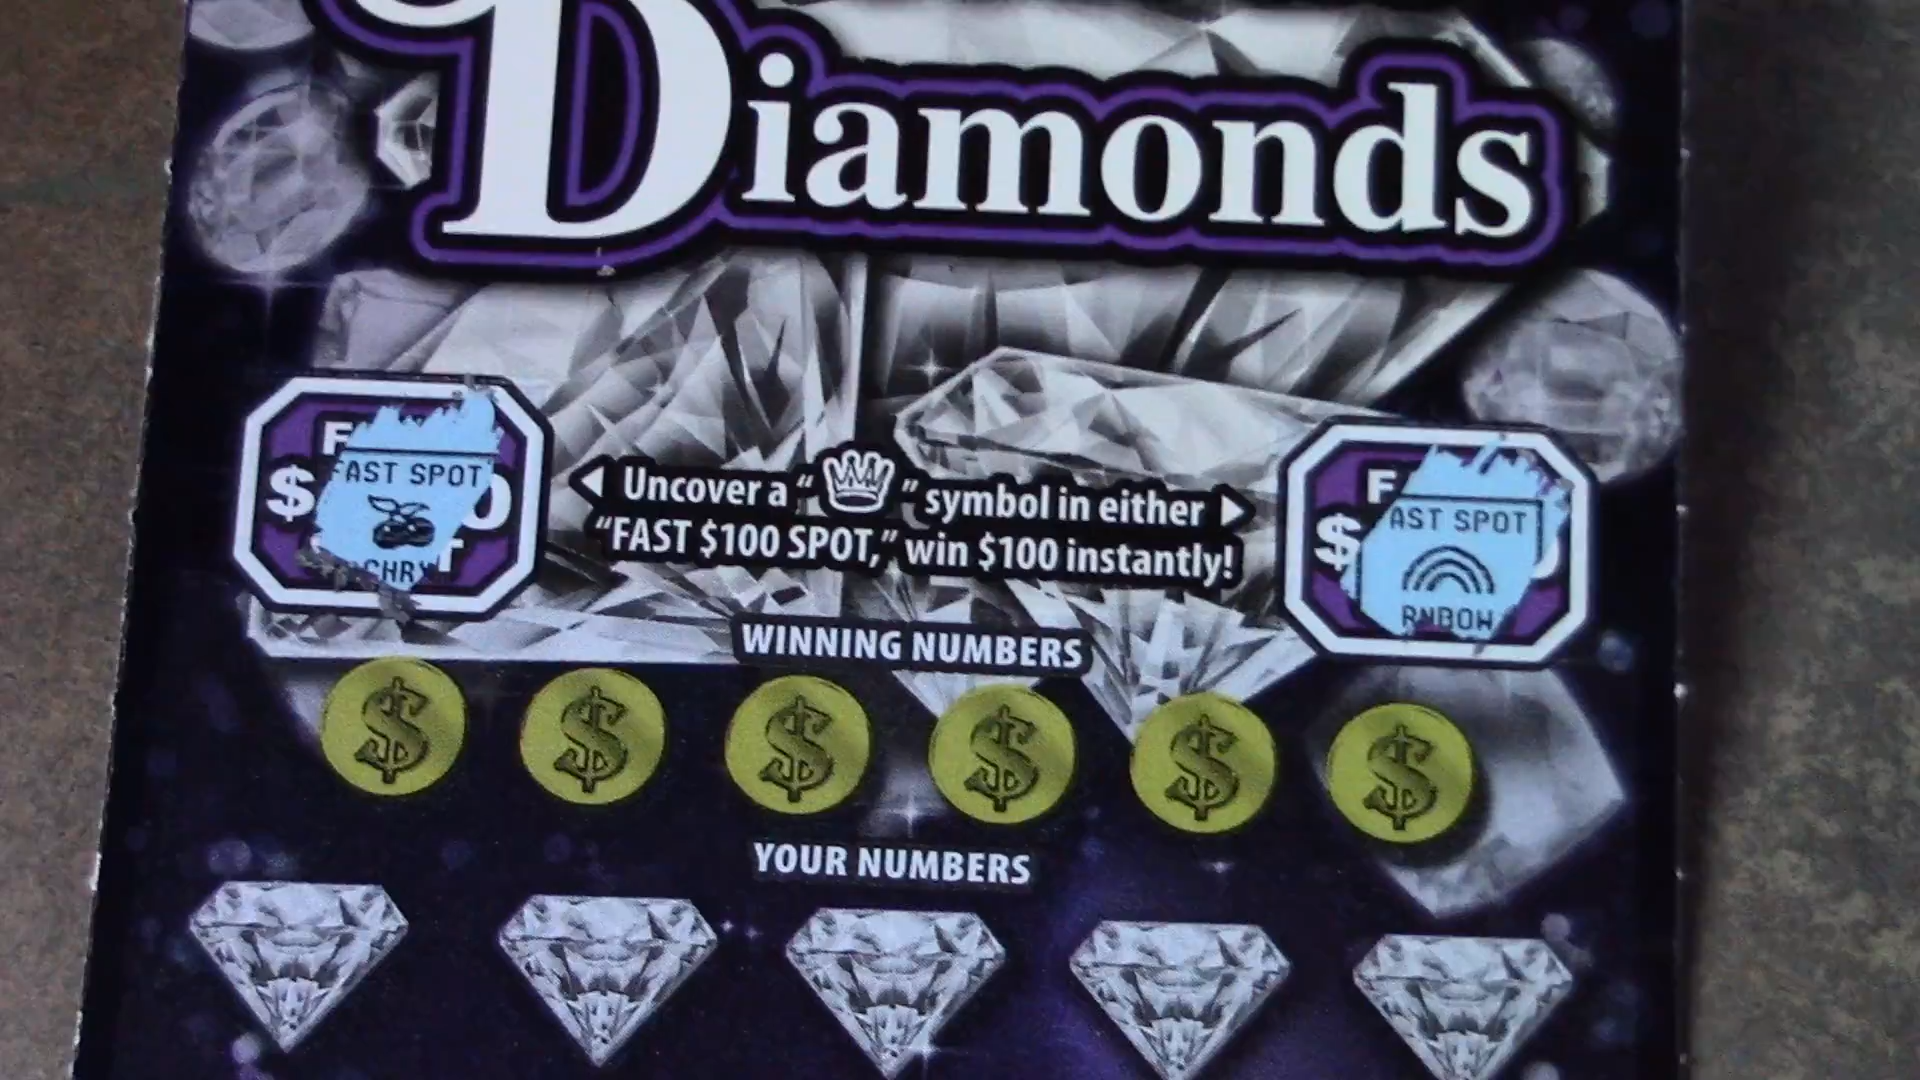 Diamonds
FAST SPOT
CHRY
◄ Uncover a " " symbol in either ►
"FAST $100 SPOT," win $100 instantly!
FAST SPOT
RNBOW
WINNING NUMBERS
$ $ $ $ $ $
YOUR NUMBERS